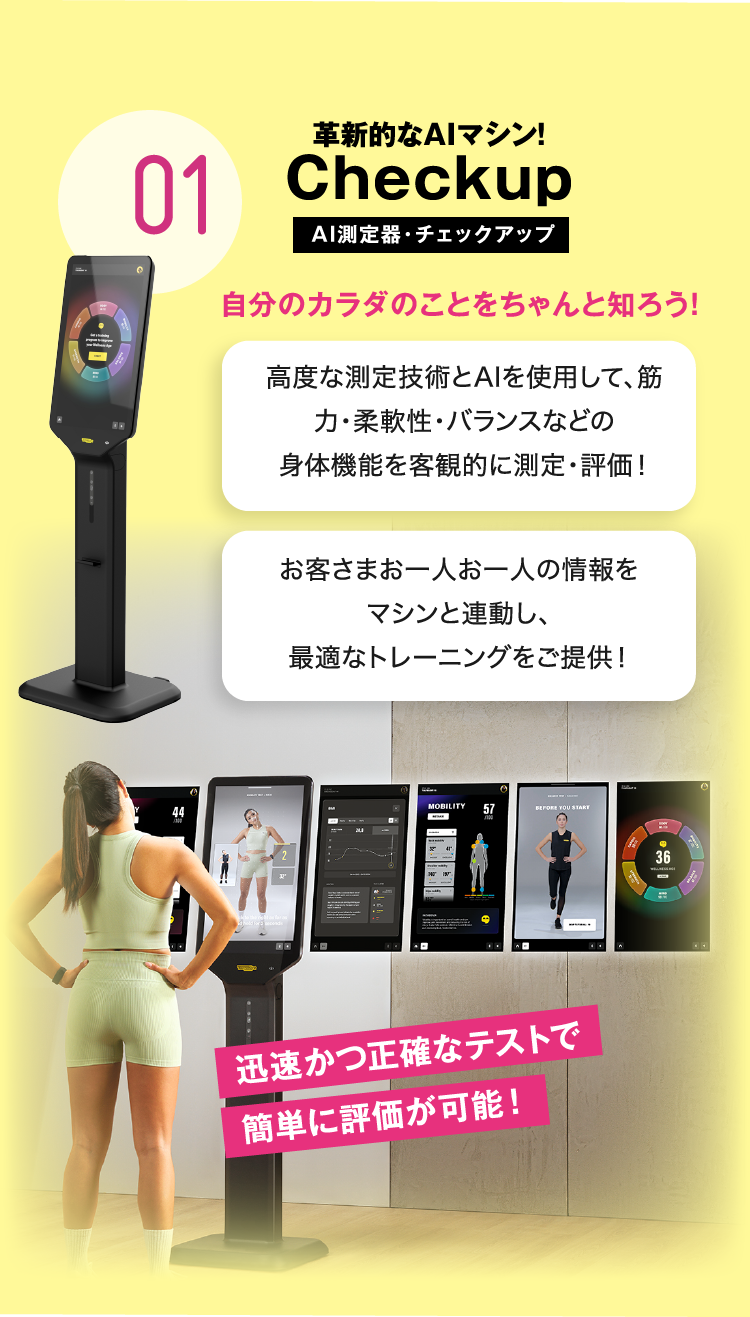 01
革新的なAIマシン!
Checkup
AI測定器・チェックアップ
自分のカラダのことをちゃんと知ろう!
高度な測定技術とAIを使用して、筋
力・柔軟性・バランスなどの
身体機能を客観的に測定・評価!
お客さまお一人お一人の情報を
マシンと連動し、
最適なトレーニングをご提供!
44
/100
2
32°
MOBILITY
57
/100
32°
41°
BEFORE YOU START
36
迅速かつ正確なテストで
簡単に評価が可能!